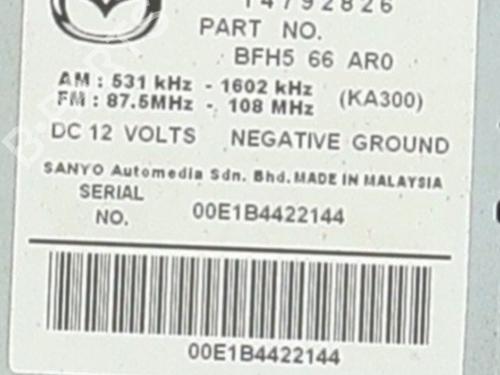 14792826
PART NO.
BFH5 66 AR0
AM : 531 kHz - 1602 kHz
FM : 87.5MHz - 108 MHz
(KA300)
DC 12 VOLTS NEGATIVE GROUND
SANYO Automedia Sdn. Bhd. MADE IN MALAYSIA
SERIAL
NO.
00E1B4422144
00E1B4422144